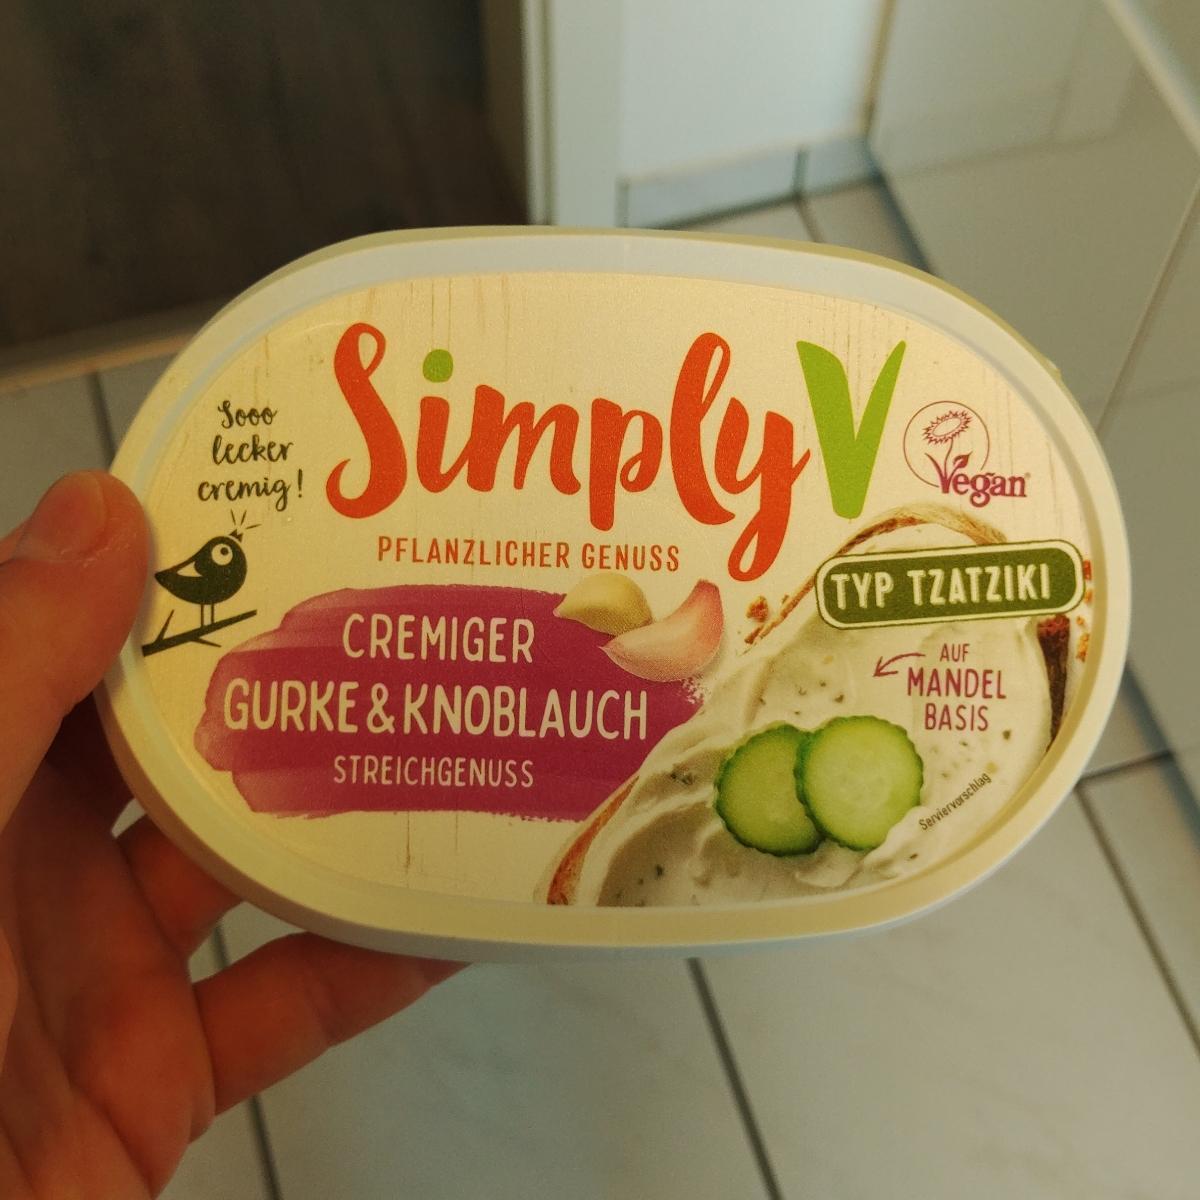 Sooo
lecker
cremig!
SimplyV
PFLANZLICHER GENUSS
Vegan
TYP TZATZIKI
CREMIGER
GURKE & KNOBLAUCH
STREICHGENUSS
AUF
MANDEL
BASIS
Serviervorschlag